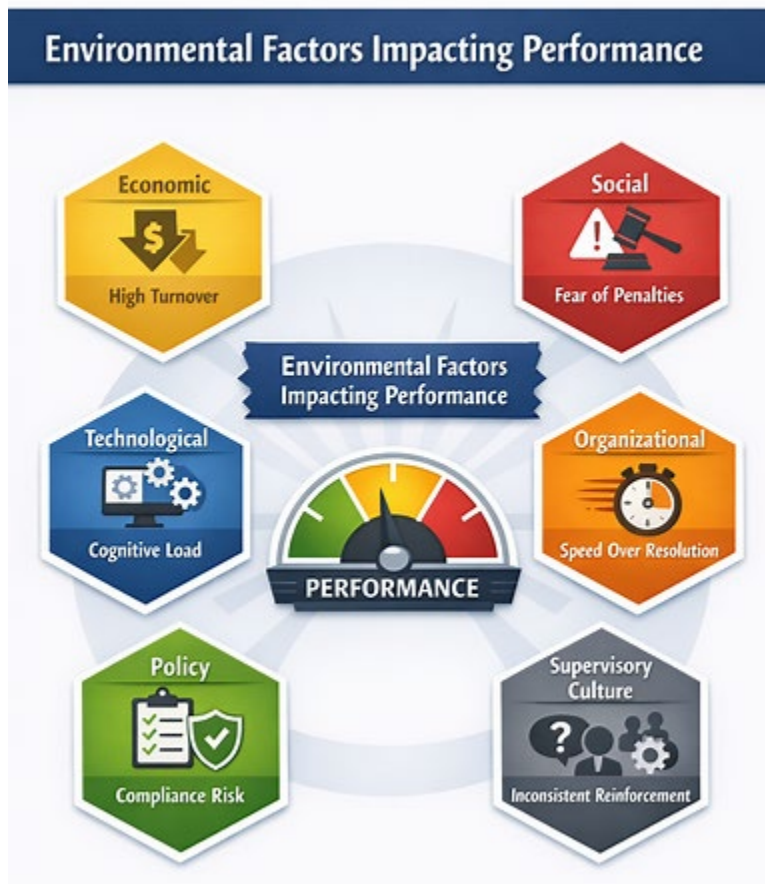 Environmental Factors Impacting Performance
Economic
$
High Turnover
Social
!
Fear of Penalties
Environmental Factors
Impacting Performance
Technological
Cognitive Load
Organizational
Speed Over Resolution
PERFORMANCE
Policy
Compliance Risk
Supervisory
Culture
?
Inconsistent Reinforcement